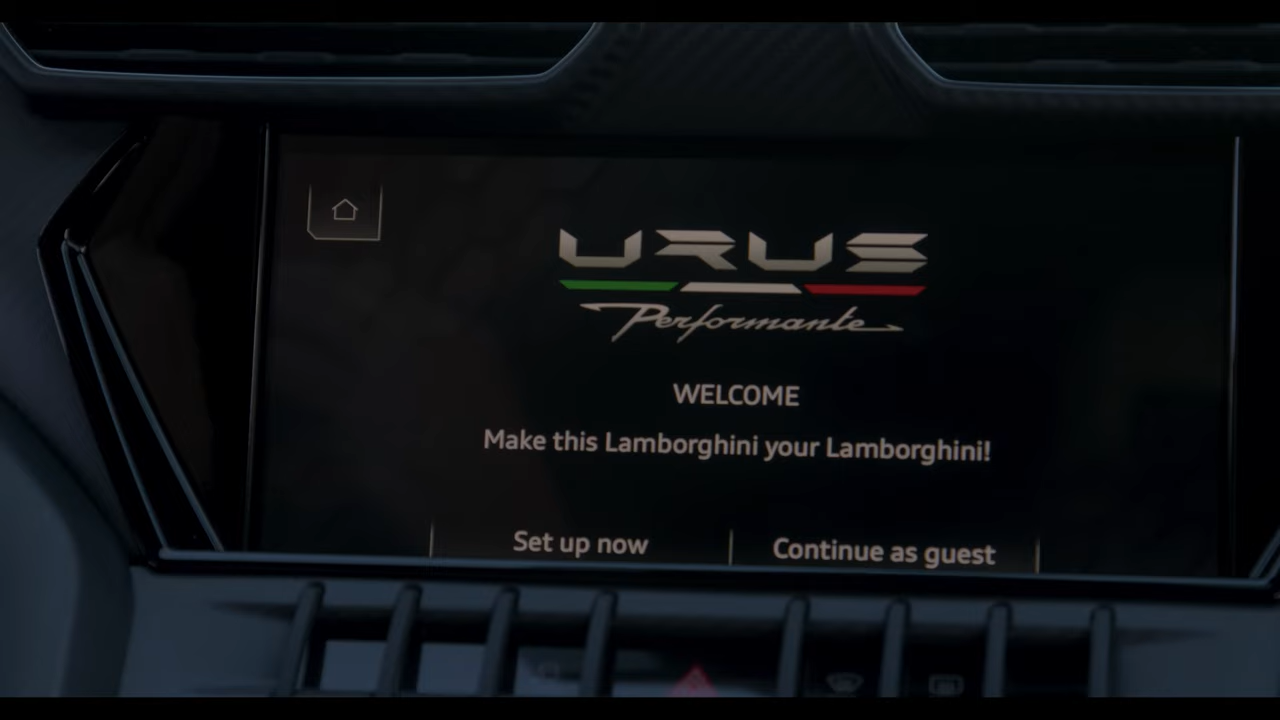 URUS
Performante
WELCOME
Make this Lamborghini your Lamborghini!
Set up now
Continue as guest